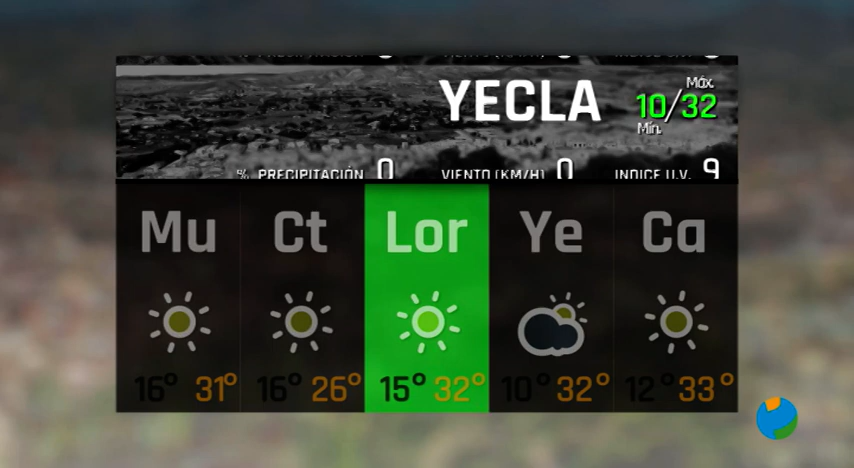 YECLA
Máx.
10/32
Mín.
% PRECIPITACIÓN 0 VIENTO (KM/H) 0 INDICE U.V. 9
Mu Ct Lor Ye Ca
16° 31° 16° 26° 15° 32° 10° 32° 12° 33°